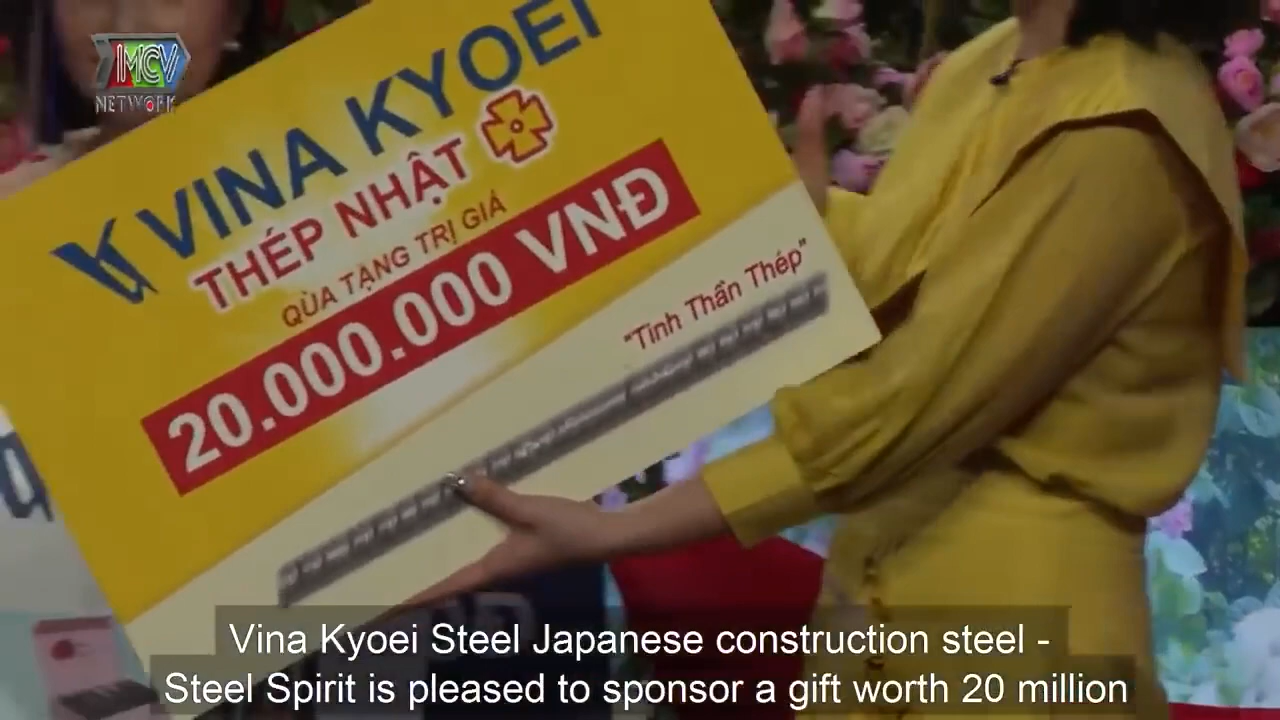 MCV
NETWORK
VINA KYOEI
THÉP NHẬT
QÙA TẶNG TRỊ GIÁ
20.000.000 VNĐ
"Tinh Thần Thép"
Vina Kyoei Steel Japanese construction steel -
Steel Spirit is pleased to sponsor a gift worth 20 million